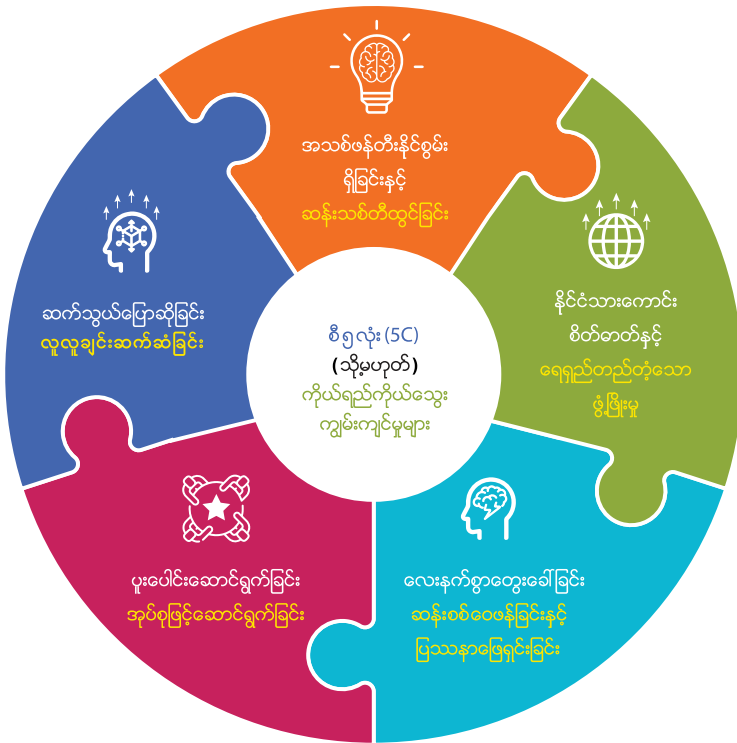 အသစ်ဖန်တီးနိုင်စွမ်း
ရှိခြင်းနှင့်
ဆန်းသစ်တီထွင်ခြင်း
နိုင်ငံသားကောင်း
စိတ်ဓာတ်နှင့်
ရေရှည်တည်တံ့သော
ဖွံ့ဖြိုးမှု
လေးနက်စွာတွေးခေါ်ခြင်း
ဆန်းစစ်ဝေဖန်ခြင်းနှင့်
ပြဿနာဖြေရှင်းခြင်း
ပူးပေါင်းဆောင်ရွက်ခြင်း
အုပ်စုဖြင့်ဆောင်ရွက်ခြင်း
ဆက်သွယ်ပြောဆိုခြင်း
လူလူချင်းဆက်ဆံခြင်း
စီ၅လုံး (5C)
(သို့မဟုတ်)
ကိုယ်ရည်ကိုယ်သွေး
ကျွမ်းကျင်မှုများ